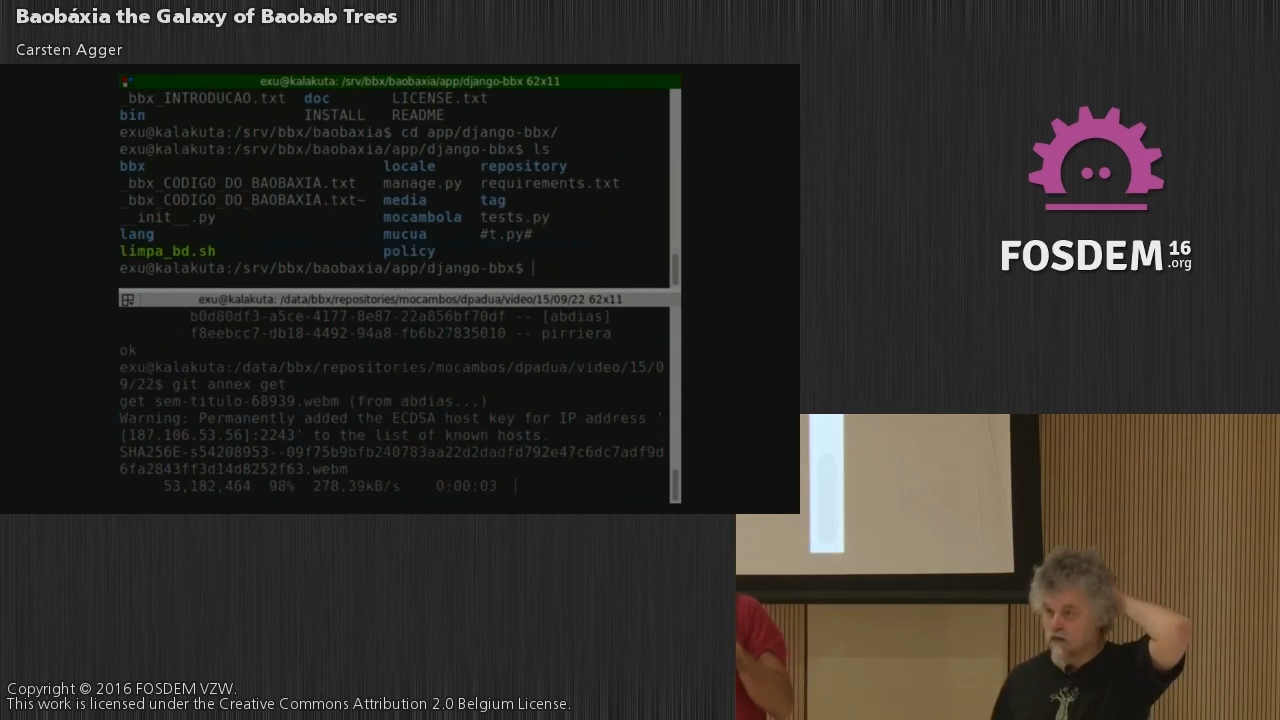 Baobáxia the Galaxy of Baobab Trees
Carsten Agger
exu@kalakuta: /srv/bbx/baobaxia/app/django-bbx 62x11
_bbx_INTRODUCAO.txt doc LICENSE.txt
bin INSTALL README
exu@kalakuta:/srv/bbx/baobaxia$ cd app/django-bbx/
exu@kalakuta:/srv/bbx/baobaxia/app/django-bbx$ ls
bbx locale repository
_bbx_CODIGO_DO_BAOBAXIA.txt manage.py requirements.txt
_bbx_CODIGO_DO_BAOBAXIA.txt~ media tag
__init__.py mocambola tests.py
lang mucua #t.py#
limpa_bd.sh policy
exu@kalakuta:/srv/bbx/baobaxia/app/django-bbx$
exu@kalakuta: /data/bbx/repositories/mocambos/dpadua/video/15/09/22 62x11
b0d80df3-a5ce-4177-8e87-22a856bf70df -- [abdias]
f8eebcc7-db18-4492-94a8-fb6b27835010 -- pirriera
ok
exu@kalakuta:/data/bbx/repositories/mocambos/dpadua/video/15/0
9/22$ git annex get
get sem-titulo-68939.webm (from abdias...)
Warning: Permanently added the ECDSA host key for IP address '
[187.106.53.56]:2243' to the list of known hosts.
SHA256E-s54208953--09f75b9bfb240783aa22d2dadfd792e47c6dc7adf9d
6fa2843ff3d14d8252f63.webm
53,182,464 98% 278.39kB/s 0:00:03
FOSDEM 16 .org
Copyright © 2016 FOSDEM VZW.
This work is licensed under the Creative Commons Attribution 2.0 Belgium License.